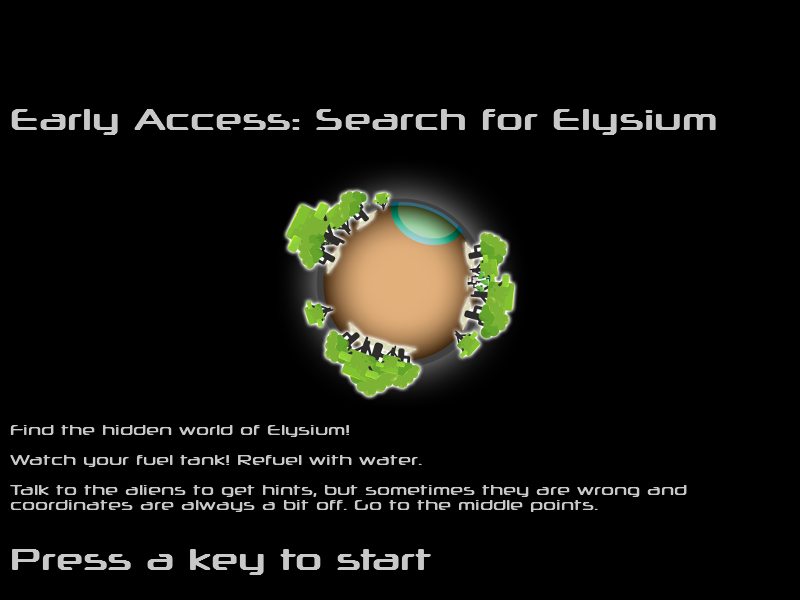 Early Access: Search for Elysium
Find the hidden world of Elysium!
Watch your fuel tank! Refuel with water.
Talk to the aliens to get hints, but sometimes they are wrong and
coordinates are always a bit off. Go to the middle points.
Press a key to start